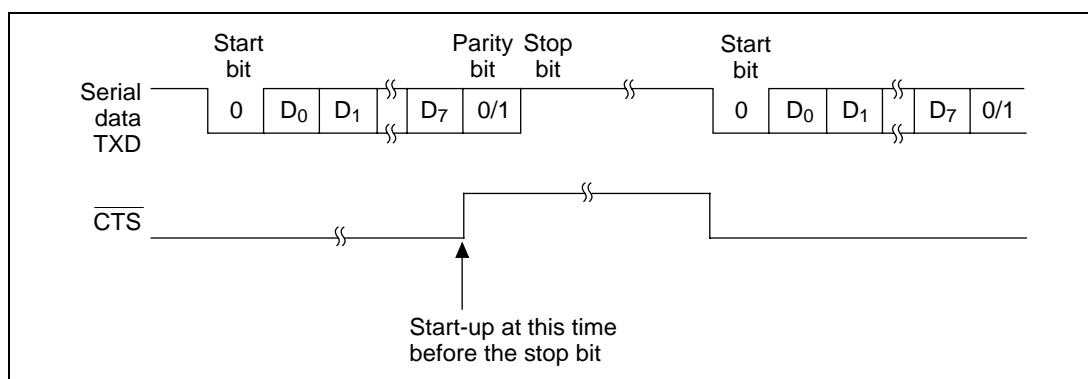 Start bit
Parity bit
Stop bit
Start bit
Serial data TXD
0 D0 D1 D7 0/1 0 D0 D1 D7 0/1
CTS
Start-up at this time
before the stop bit